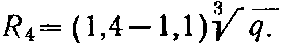 R₄ = (1,4 − 1,1) ∛q.